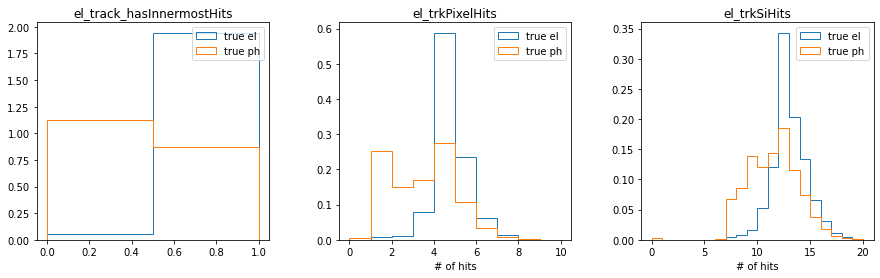 el_track_hasInnermostHits
2.00
1.75
1.50
1.25
1.00
0.75
0.50
0.25
0.00
0.0 0.2 0.4 0.6 0.8 1.0
true el
true ph
el_trkPixelHits
0.6
0.5
0.4
0.3
0.2
0.1
0.0
0 2 4 6 8 10
# of hits
true el
true ph
el_trkSiHits
0.35
0.30
0.25
0.20
0.15
0.10
0.05
0.00
0 5 10 15 20
# of hits
true el
true ph